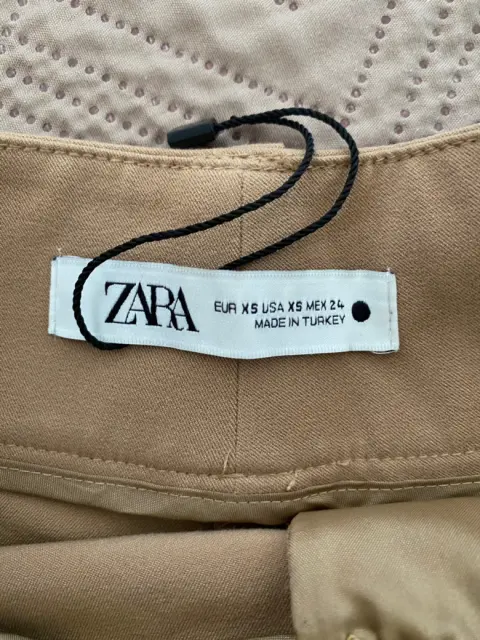 ZARA
EUR XS USA XS MEX 24
MADE IN TURKEY